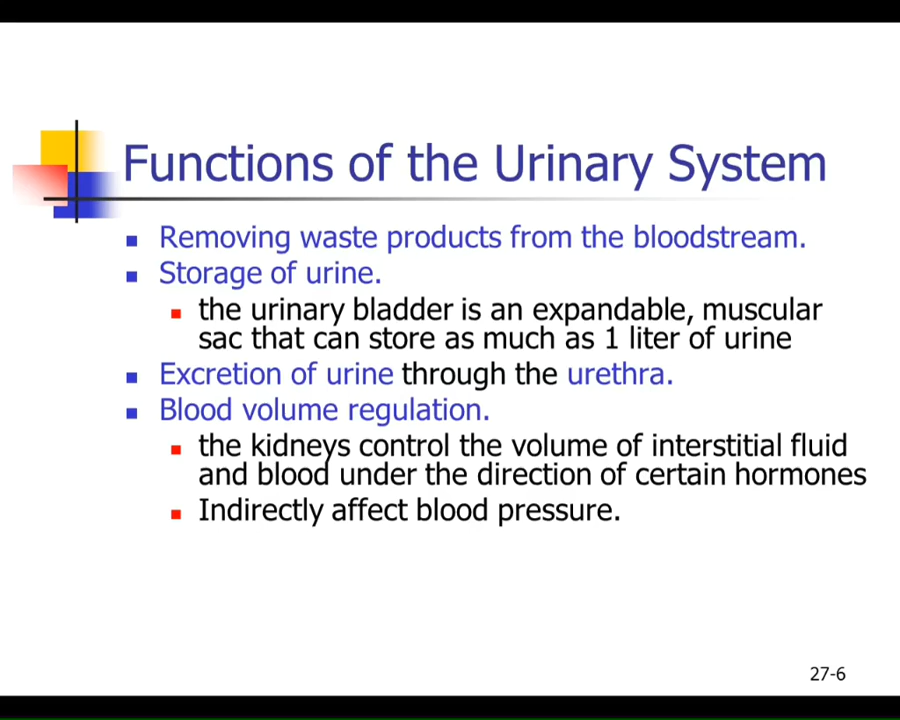 Functions of the Urinary System
Removing waste products from the bloodstream.
Storage of urine.
the urinary bladder is an expandable, muscular
sac that can store as much as 1 liter of urine
Excretion of urine through the urethra.
Blood volume regulation.
the kidneys control the volume of interstitial fluid
and blood under the direction of certain hormones
Indirectly affect blood pressure.
27-6